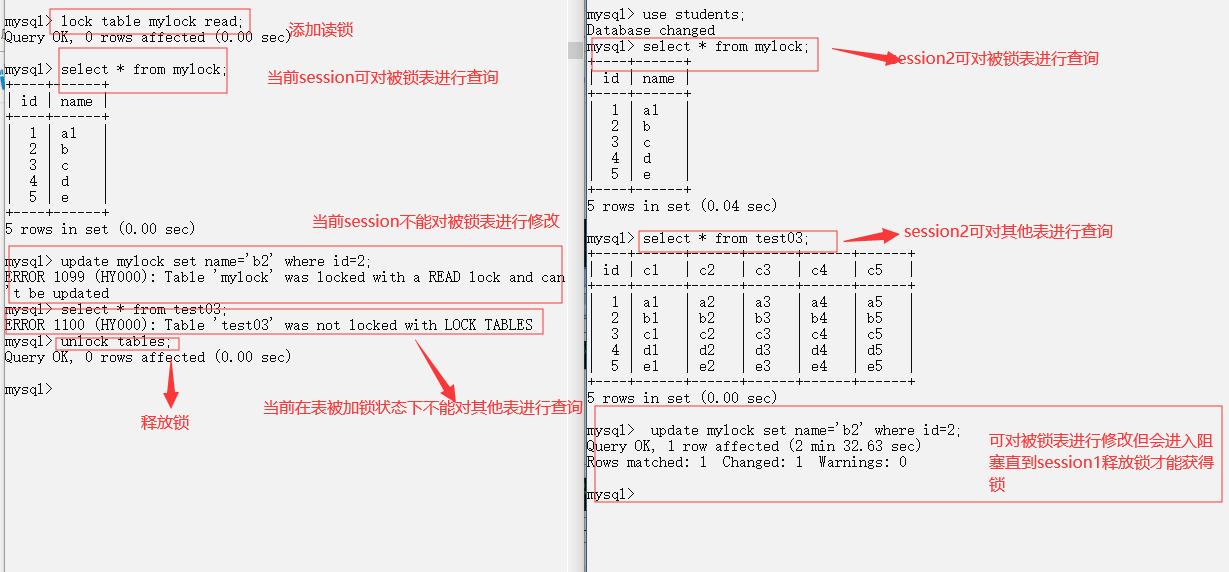 mysql> lock table mylock read;
Query OK, 0 rows affected (0.00 sec)
添加读锁
mysql> select * from mylock;
当前session可对被锁表进行查询
+----+------+
| id | name |
+----+------+
| 1 | a1 |
| 2 | b |
| 3 | c |
| 4 | d |
| 5 | e |
+----+------+
5 rows in set (0.00 sec)
当前session不能对被锁表进行修改
mysql> update mylock set name='b2' where id=2;
ERROR 1099 (HY000): Table 'mylock' was locked with a READ lock and can
't be updated
mysql> select * from test03;
ERROR 1100 (HY000): Table 'test03' was not locked with LOCK TABLES
mysql> unlock tables;
Query OK, 0 rows affected (0.00 sec)
mysql>
当前在表被加锁状态下不能对其他表进行查询
释放锁
mysql> use students;
Database changed
mysql> select * from mylock;
session2可对被锁表进行查询
+----+------+
| id | name |
+----+------+
| 1 | a1 |
| 2 | b |
| 3 | c |
| 4 | d |
| 5 | e |
+----+------+
5 rows in set (0.04 sec)
mysql> select * from test03;
session2可对其他表进行查询
+----+------+------+------+------+------+
| id | c1 | c2 | c3 | c4 | c5 |
+----+------+------+------+------+------+
| 1 | a1 | a2 | a3 | a4 | a5 |
| 2 | b1 | b2 | b3 | b4 | b5 |
| 3 | c1 | c2 | c3 | c4 | c5 |
| 4 | d1 | d2 | d3 | d4 | d5 |
| 5 | e1 | e2 | e3 | e4 | e5 |
+----+------+------+------+------+------+
5 rows in set (0.00 sec)
mysql> update mylock set name='b2' where id=2;
Query OK, 1 row affected (2 min 32.63 sec)
Rows matched: 1 Changed: 1 Warnings: 0
mysql>
可对被锁表进行修改但会进入阻
塞直到session1释放锁才能获得
锁